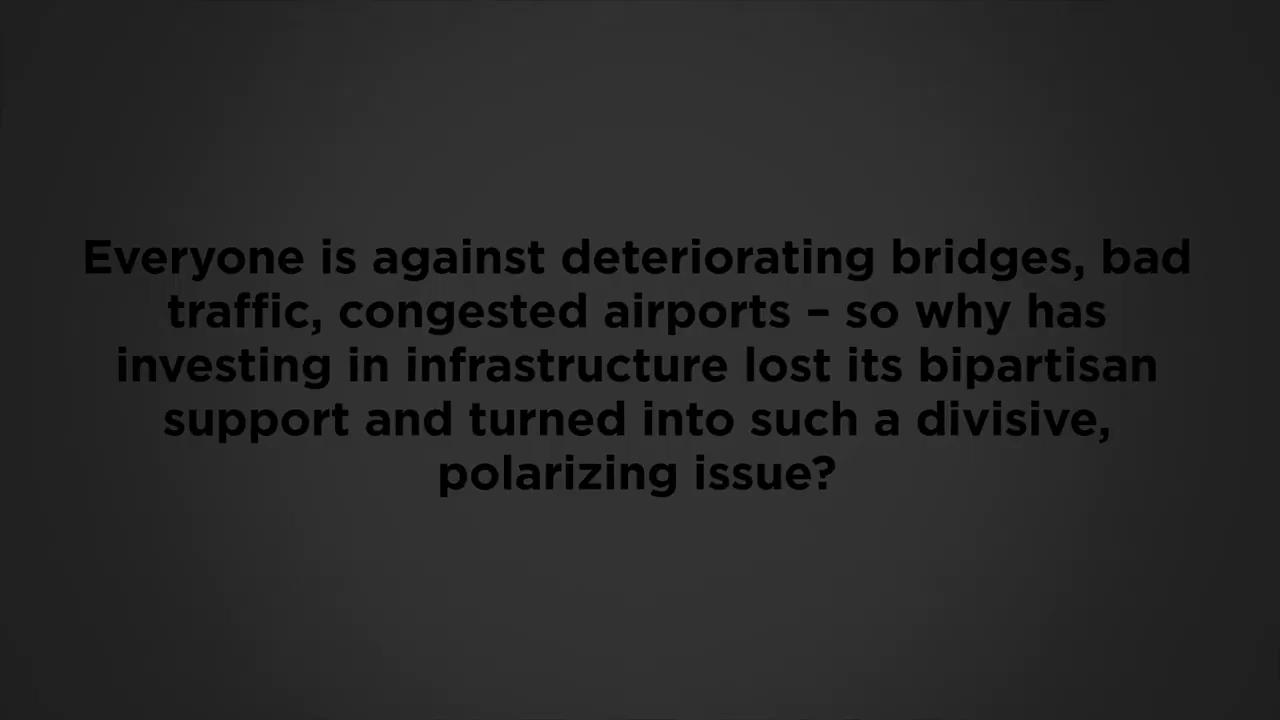 Everyone is against deteriorating bridges, bad
traffic, congested airports – so why has
investing in infrastructure lost its bipartisan
support and turned into such a divisive,
polarizing issue?